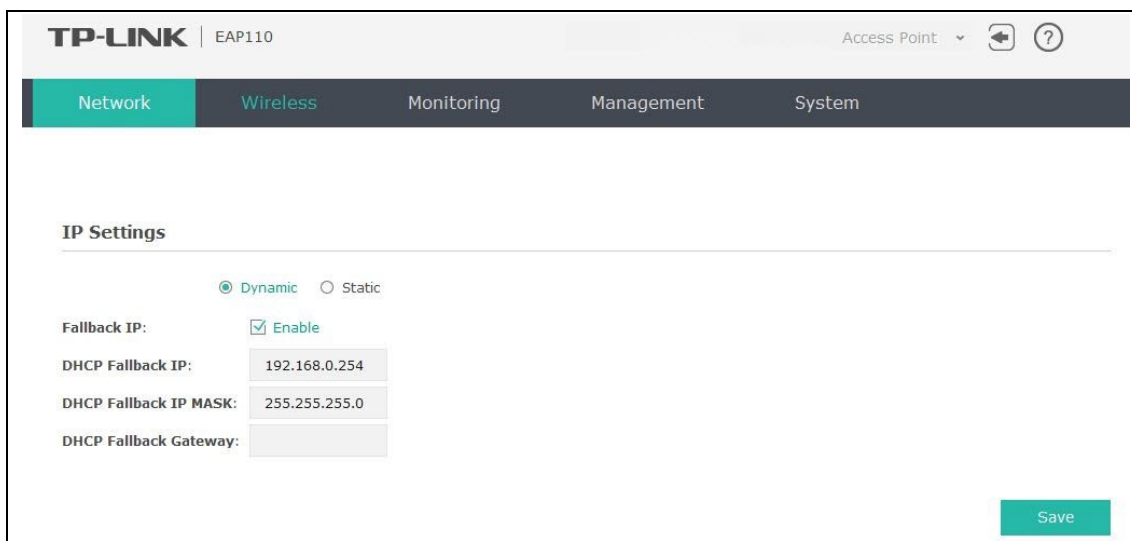 TP-LINK | EAP110 Access Point ?
Network Wireless Monitoring Management System
IP Settings
Dynamic Static
Fallback IP: Enable
DHCP Fallback IP: 192.168.0.254
DHCP Fallback IP MASK: 255.255.255.0
DHCP Fallback Gateway:
Save